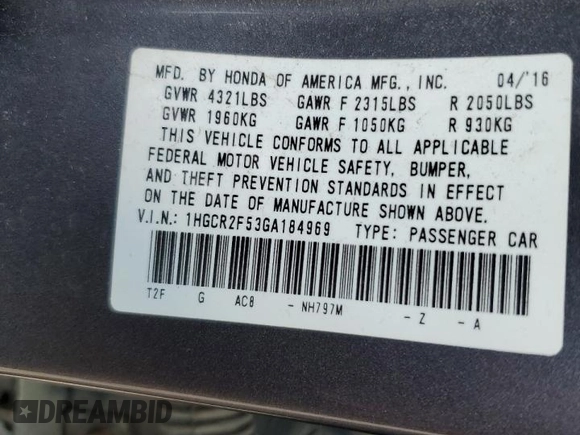 MFD. BY HONDA OF AMERICA MFG., INC. 04/'16
GVWR 4321LBS GAWR F 2315LBS R 2050LBS
GVWR 1960KG GAWR F 1050KG R 930KG
THIS VEHICLE CONFORMS TO ALL APPLICABLE
FEDERAL MOTOR VEHICLE SAFETY, BUMPER,
AND THEFT PREVENTION STANDARDS IN EFFECT
ON THE DATE OF MANUFACTURE SHOWN ABOVE.
V.I.N.: 1HGCR2F53GA184969 TYPE: PASSENGER CAR
T2F G AC8 - NH797M - Z - A
DREAMBID